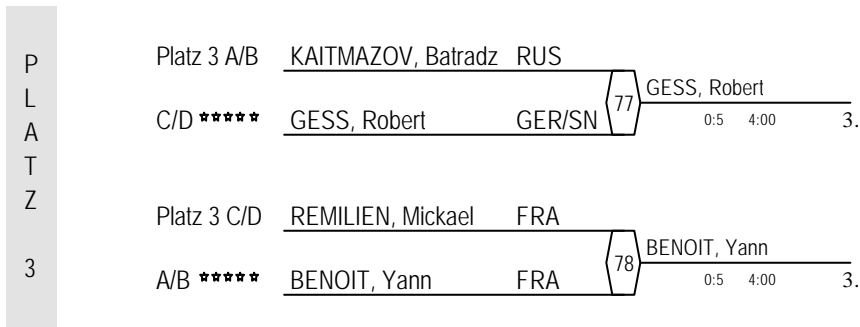 PLATZ 3
Platz 3 A/B KAITMAZOV, Batradz RUS
77 GESS, Robert
C/D ***** GESS, Robert GER/SN
0:5 4:00 3.
Platz 3 C/D REMILIEN, Mickael FRA
78 BENOIT, Yann
A/B ***** BENOIT, Yann FRA
0:5 4:00 3.